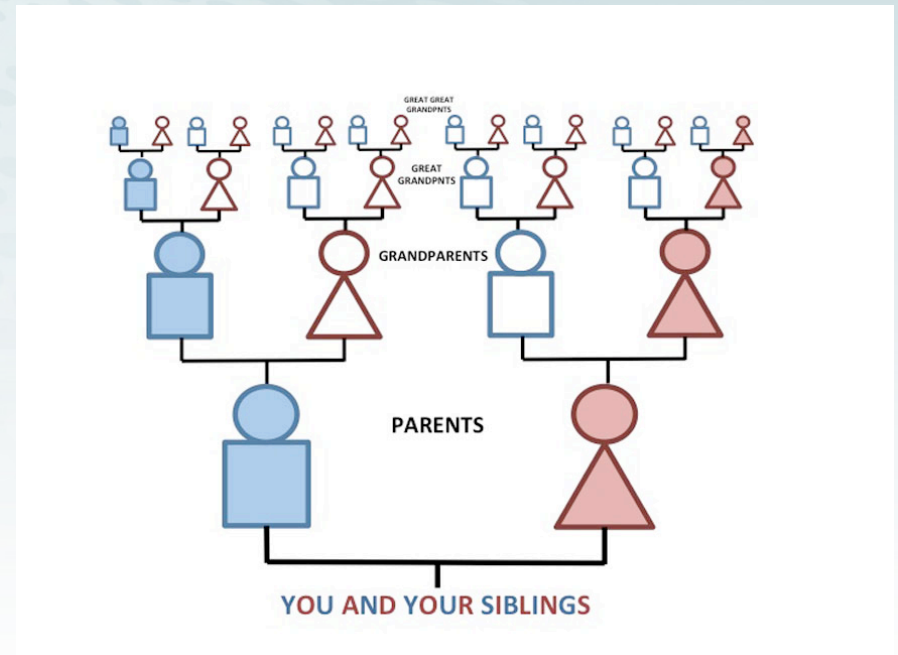 GREAT GREAT
GRANDPNTS
GREAT
GRANDPNTS
GRANDPARENTS
PARENTS
YOU AND YOUR SIBLINGS